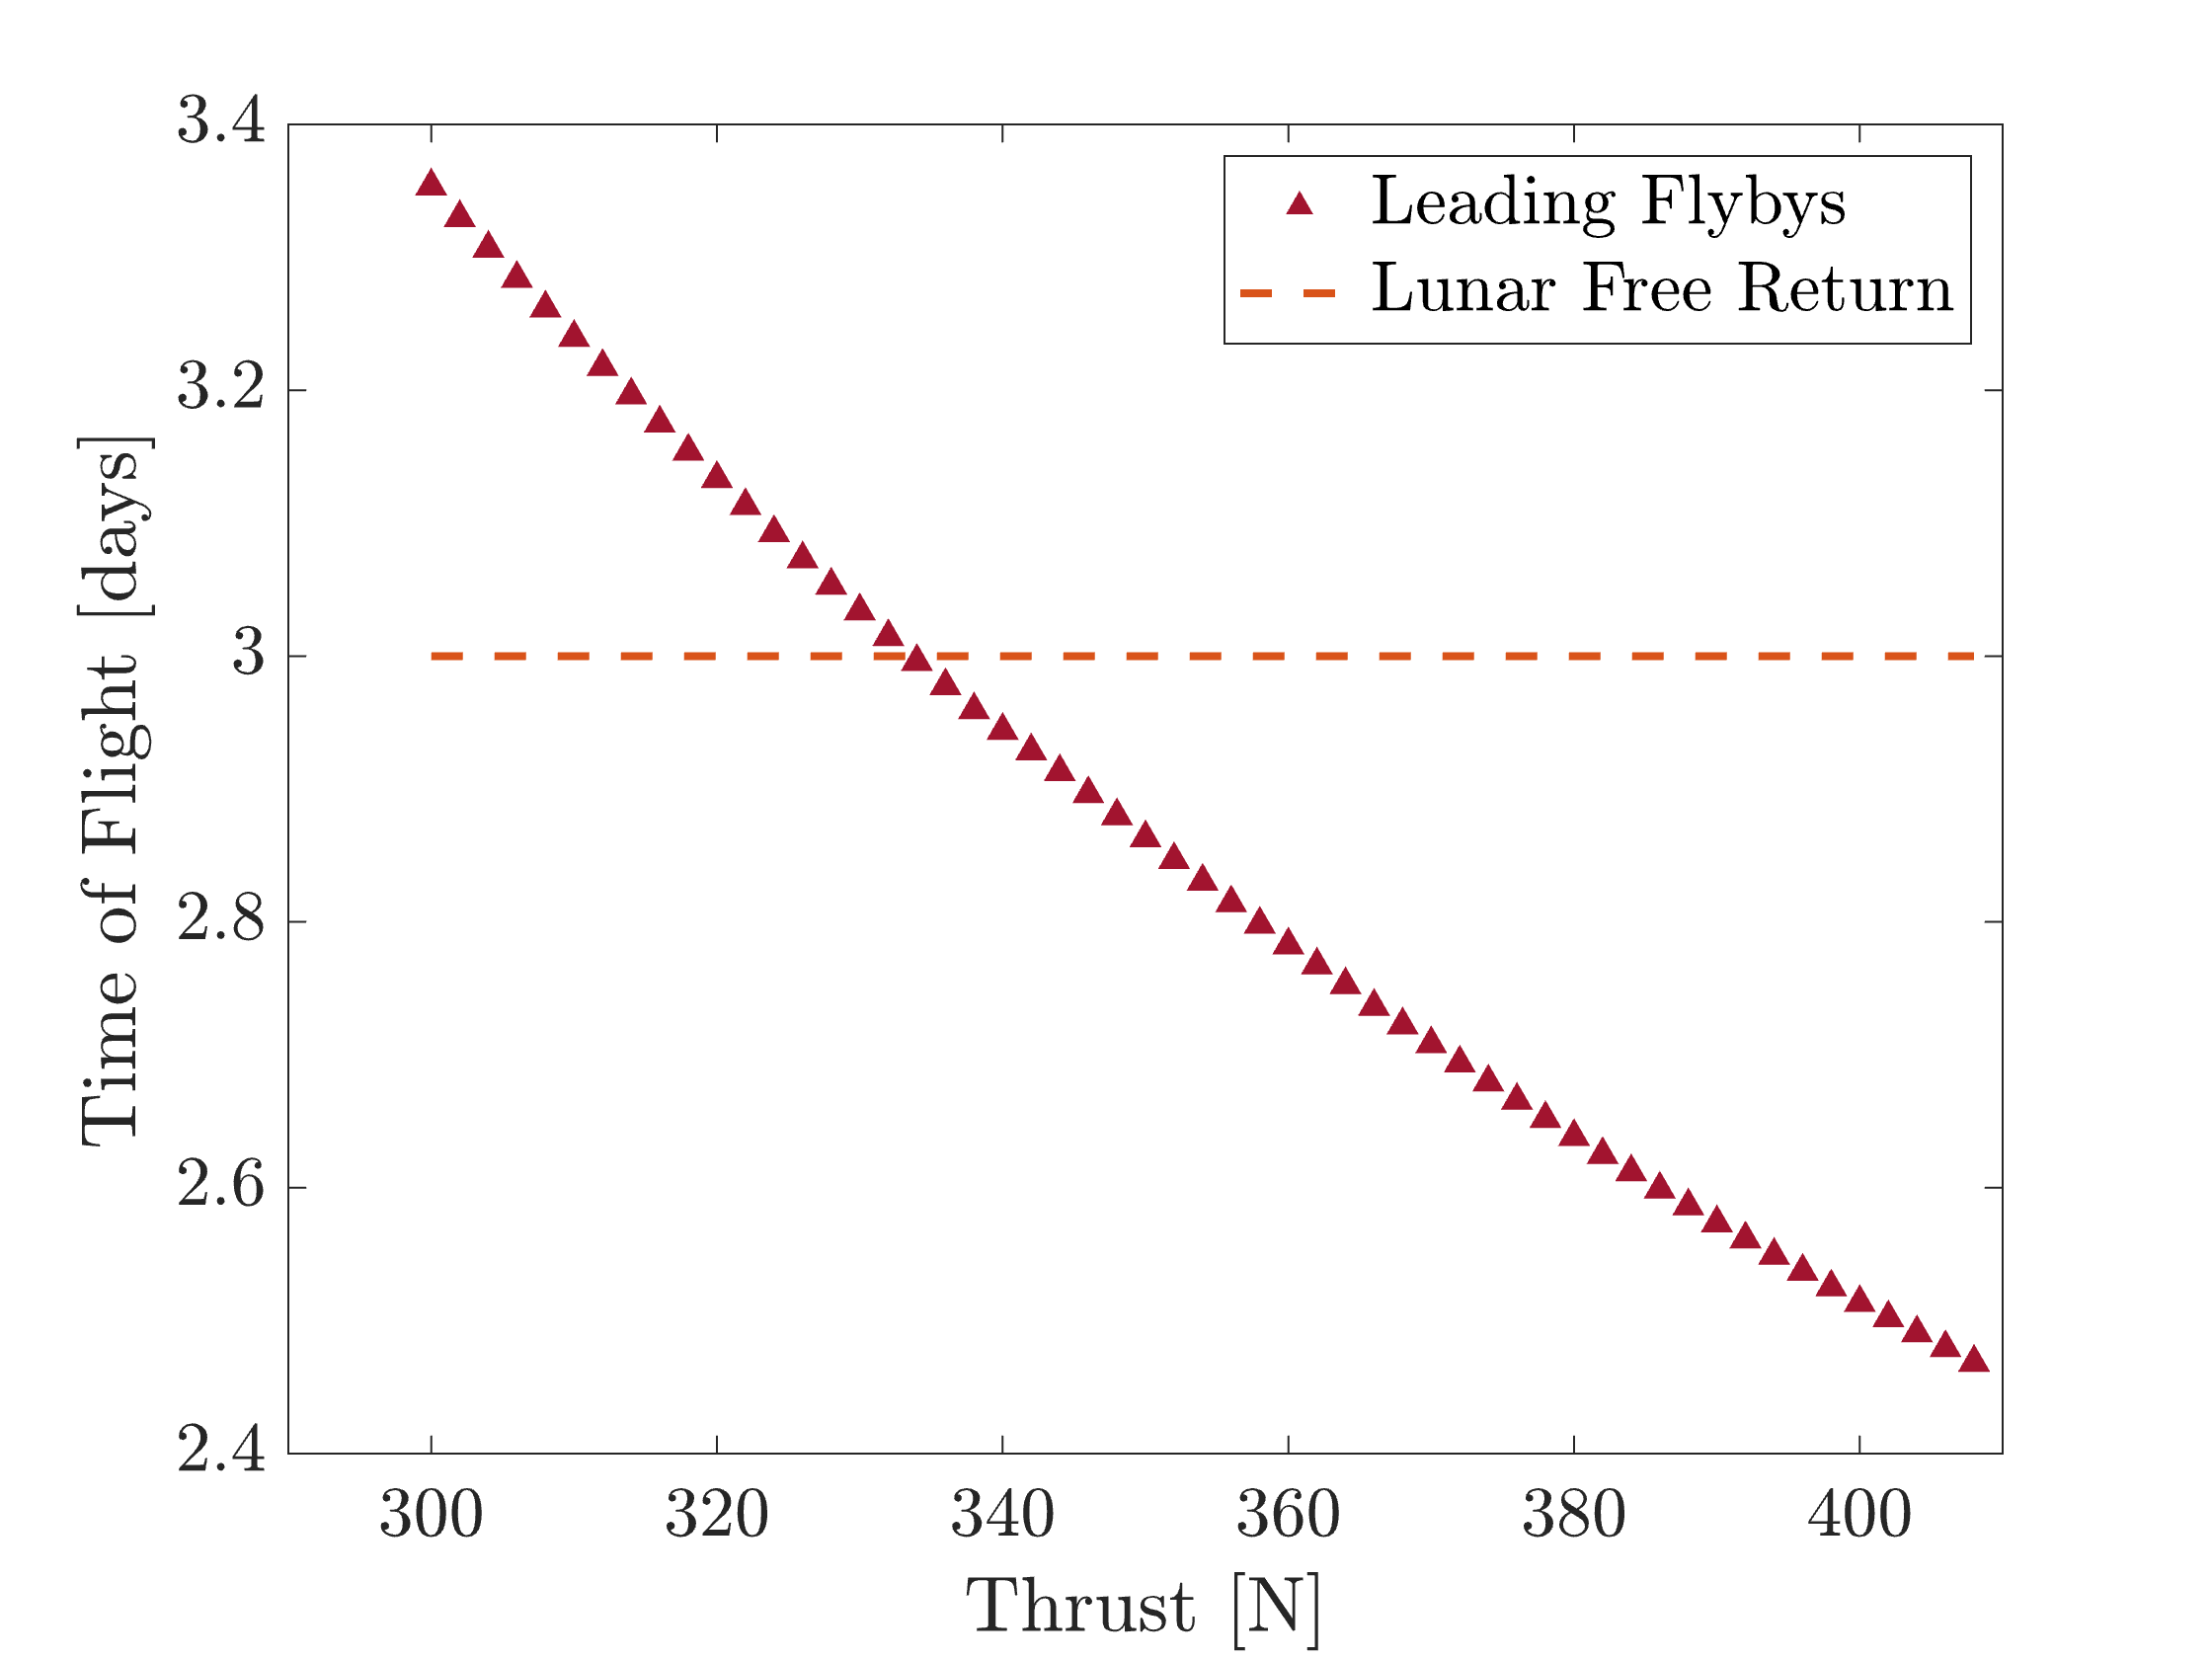 3.4
3.2
3
2.8
2.6
2.4
Time of Flight [days]
Leading Flybys
Lunar Free Return
300 320 340 360 380 400
Thrust [N]